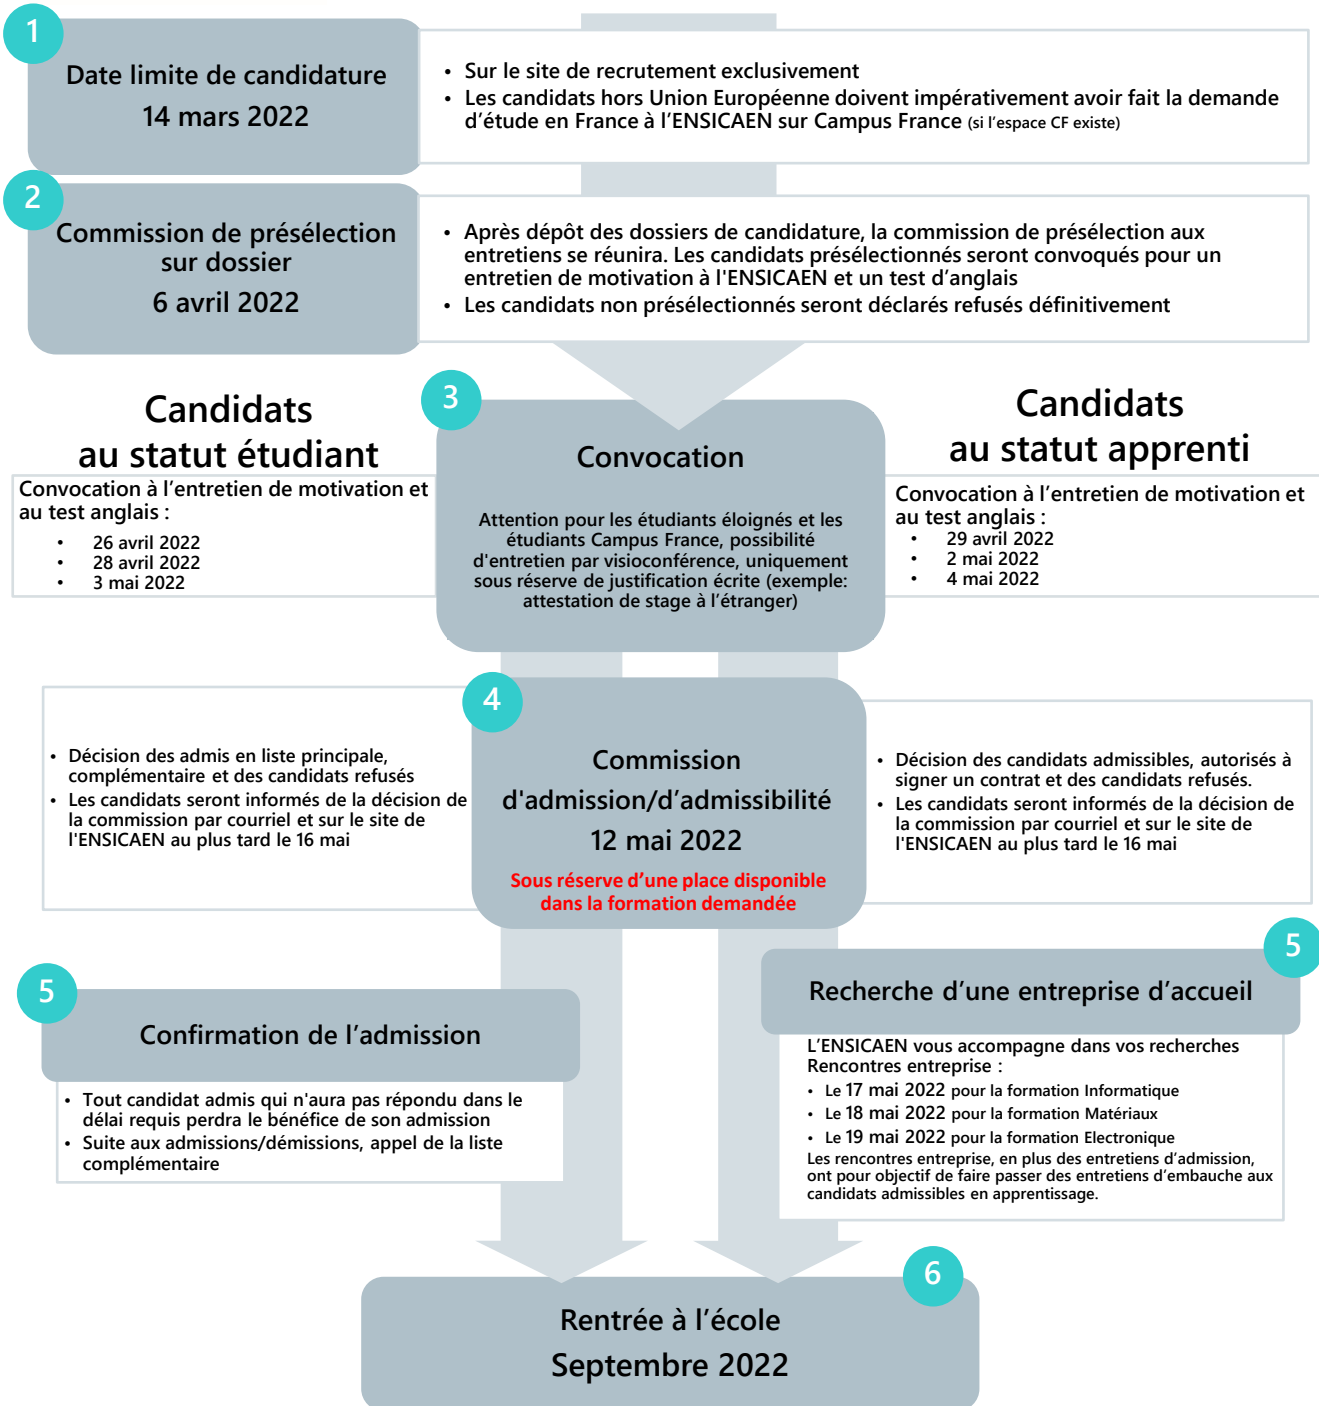 1
Date limite de candidature
14 mars 2022
• Sur le site de recrutement exclusivement
• Les candidats hors Union Européenne doivent impérativement avoir fait la demande
d'étude en France à l'ENSICAEN sur Campus France (si l'espace CF existe)
2
Commission de présélection
sur dossier
6 avril 2022
• Après dépôt des dossiers de candidature, la commission de présélection aux
entretiens se réunira. Les candidats présélectionnés seront convoqués pour un
entretien de motivation à l'ENSICAEN et un test d'anglais
• Les candidats non présélectionnés seront déclarés refusés définitivement
Candidats
au statut étudiant
Convocation à l'entretien de motivation et
au test anglais :
• 26 avril 2022
• 28 avril 2022
• 3 mai 2022
3
Convocation
Attention pour les étudiants éloignés et les
étudiants Campus France, possibilité
d'entretien par visioconférence, uniquement
sous réserve de justification écrite (exemple:
attestation de stage à l'étranger)
Candidats
au statut apprenti
Convocation à l'entretien de motivation et
au test anglais :
• 29 avril 2022
• 2 mai 2022
• 4 mai 2022
• Décision des admis en liste principale,
complémentaire et des candidats refusés
• Les candidats seront informés de la décision de
la commission par courriel et sur le site de
l'ENSICAEN au plus tard le 16 mai
4
Commission
d'admission/d'admissibilité
12 mai 2022
Sous réserve d'une place disponible
dans la formation demandée
• Décision des candidats admissibles, autorisés à
signer un contrat et des candidats refusés.
• Les candidats seront informés de la décision de
la commission par courriel et sur le site de
l'ENSICAEN au plus tard le 16 mai
5
Confirmation de l'admission
• Tout candidat admis qui n'aura pas répondu dans le
délai requis perdra le bénéfice de son admission
• Suite aux admissions/démissions, appel de la liste
complémentaire
5
Recherche d'une entreprise d'accueil
L'ENSICAEN vous accompagne dans vos recherches
Rencontres entreprise :
• Le 17 mai 2022 pour la formation Informatique
• Le 18 mai 2022 pour la formation Matériaux
• Le 19 mai 2022 pour la formation Electronique
Les rencontres entreprise, en plus des entretiens d'admission,
ont pour objectif de faire passer des entretiens d'embauche aux
candidats admissibles en apprentissage.
6
Rentrée à l'école
Septembre 2022